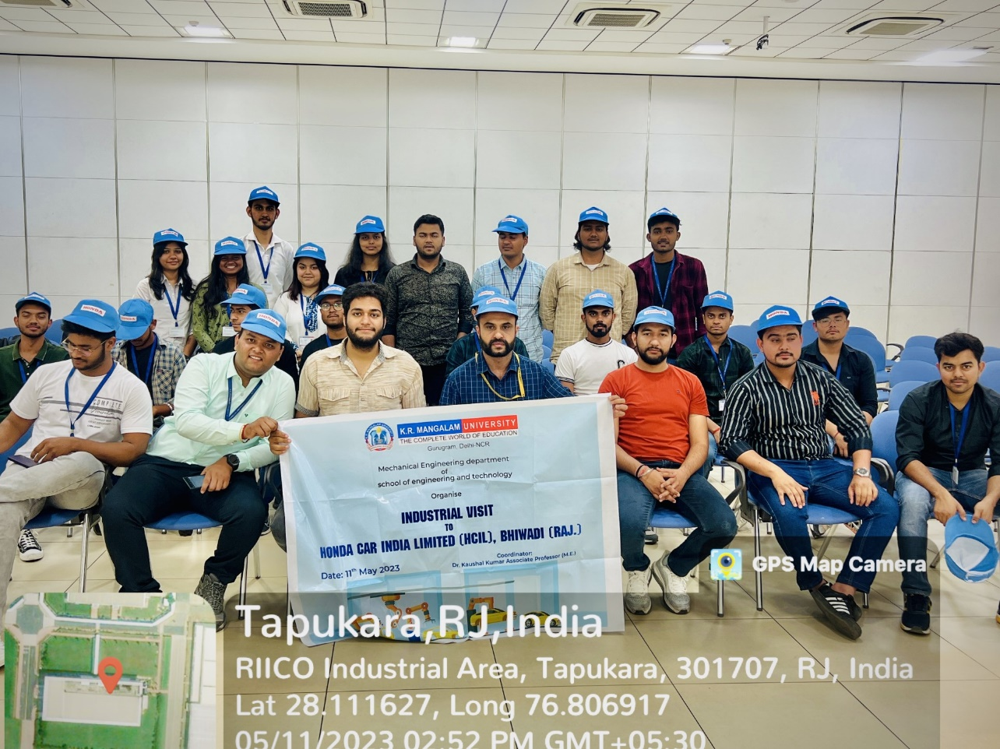 HONDA
K.R. MANGALAM UNIVERSITY
THE COMPLETE WORLD OF EDUCATION
Gurugram, Delhi-NCR
Mechanical Engineering department
of
school of engineering and technology
Organise
INDUSTRIAL VISIT
TO
HONDA CAR INDIA LIMITED (HCIL), BHIWADI (RAJ.)
Coordinator:
Dr. Kaushal Kumar Associate Professor (M.E.)
Date: 11th May 2023
GPS Map Camera
Tapukara,RJ,India
RIICO Industrial Area, Tapukara, 301707, RJ, India
Lat 28.111627, Long 76.806917
05/11/2023 02:52 PM GMT+05:30